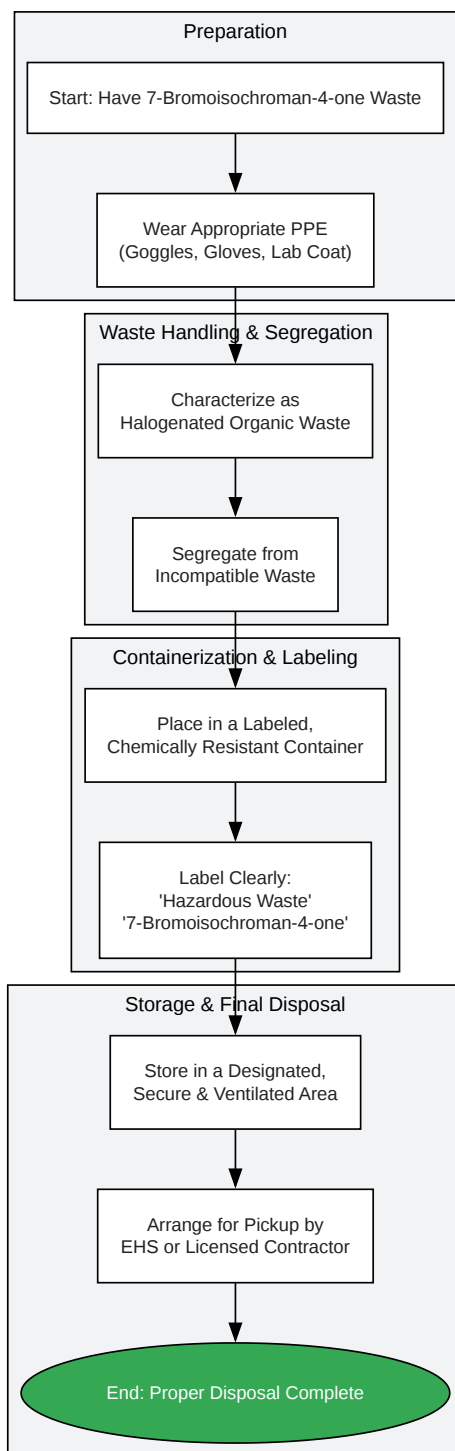 Preparation
Start: Have 7-Bromoisochroman-4-one Waste
Wear Appropriate PPE
(Goggles, Gloves, Lab Coat)
Waste Handling & Segregation
Characterize as
Halogenated Organic Waste
Segregate from
Incompatible Waste
Containerization & Labeling
Place in a Labeled,
Chemically Resistant Container
Label Clearly:
'Hazardous Waste'
'7-Bromoisochroman-4-one'
Storage & Final Disposal
Store in a Designated,
Secure & Ventilated Area
Arrange for Pickup by
EHS or Licensed Contractor
End: Proper Disposal Complete